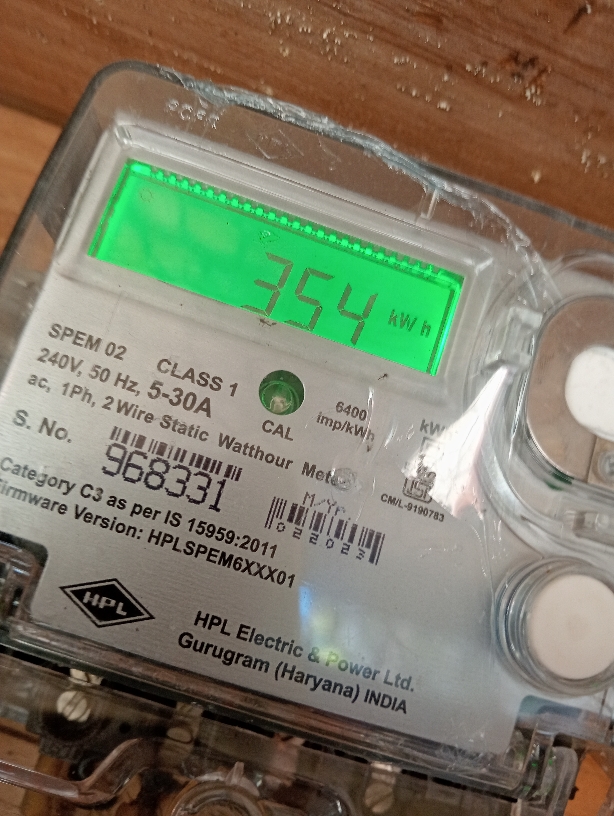 354 kWh
SPEM 02 CLASS 1
240V, 50 Hz, 5-30A
ac, 1Ph, 2 Wire Static Watthour Meter
CAL
6400
imp/kWh
S. No.
968331
M/Yr
022023
CM/L-9190783
Category C3 as per IS 15959:2011
Firmware Version: HPLSPEM6XXX01
HPL
HPL Electric & Power Ltd.
Gurugram (Haryana) INDIA